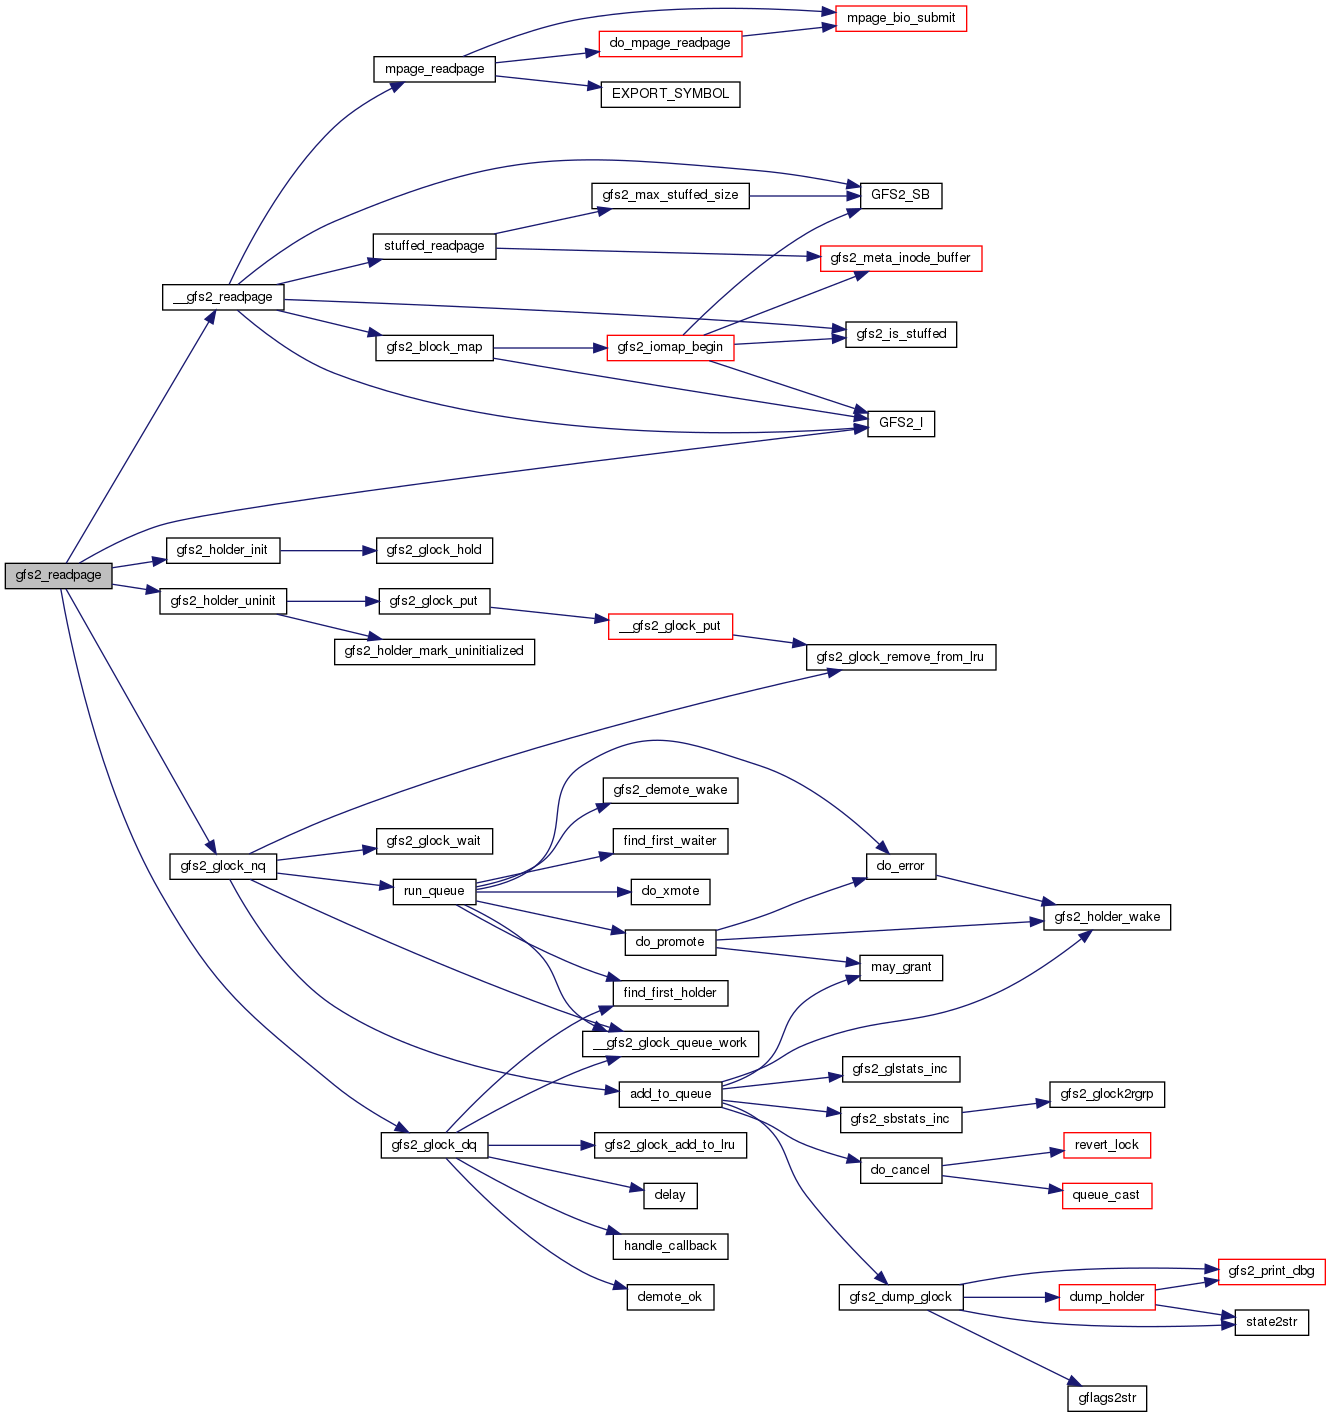 mpage_bio_submit
do_mpage_readpage
mpage_readpage
EXPORT_SYMBOL
gfs2_max_stuffed_size
GFS2_SB
stuffed_readpage
gfs2_meta_inode_buffer
__gfs2_readpage
gfs2_is_stuffed
gfs2_block_map
gfs2_iomap_begin
GFS2_I
gfs2_holder_init
gfs2_glock_hold
gfs2_readpage
gfs2_holder_uninit
gfs2_glock_put
__gfs2_glock_put
gfs2_holder_mark_uninitialized
gfs2_glock_remove_from_lru
gfs2_demote_wake
gfs2_glock_wait
find_first_waiter
gfs2_glock_nq
do_error
run_queue
do_xmote
gfs2_holder_wake
do_promote
may_grant
find_first_holder
__gfs2_glock_queue_work
gfs2_glstats_inc
add_to_queue
gfs2_glock2rgrp
gfs2_sbstats_inc
gfs2_glock_dq
gfs2_glock_add_to_lru
revert_lock
do_cancel
delay
queue_cast
handle_callback
gfs2_print_dbg
demote_ok
gfs2_dump_glock
dump_holder
state2str
gflags2str